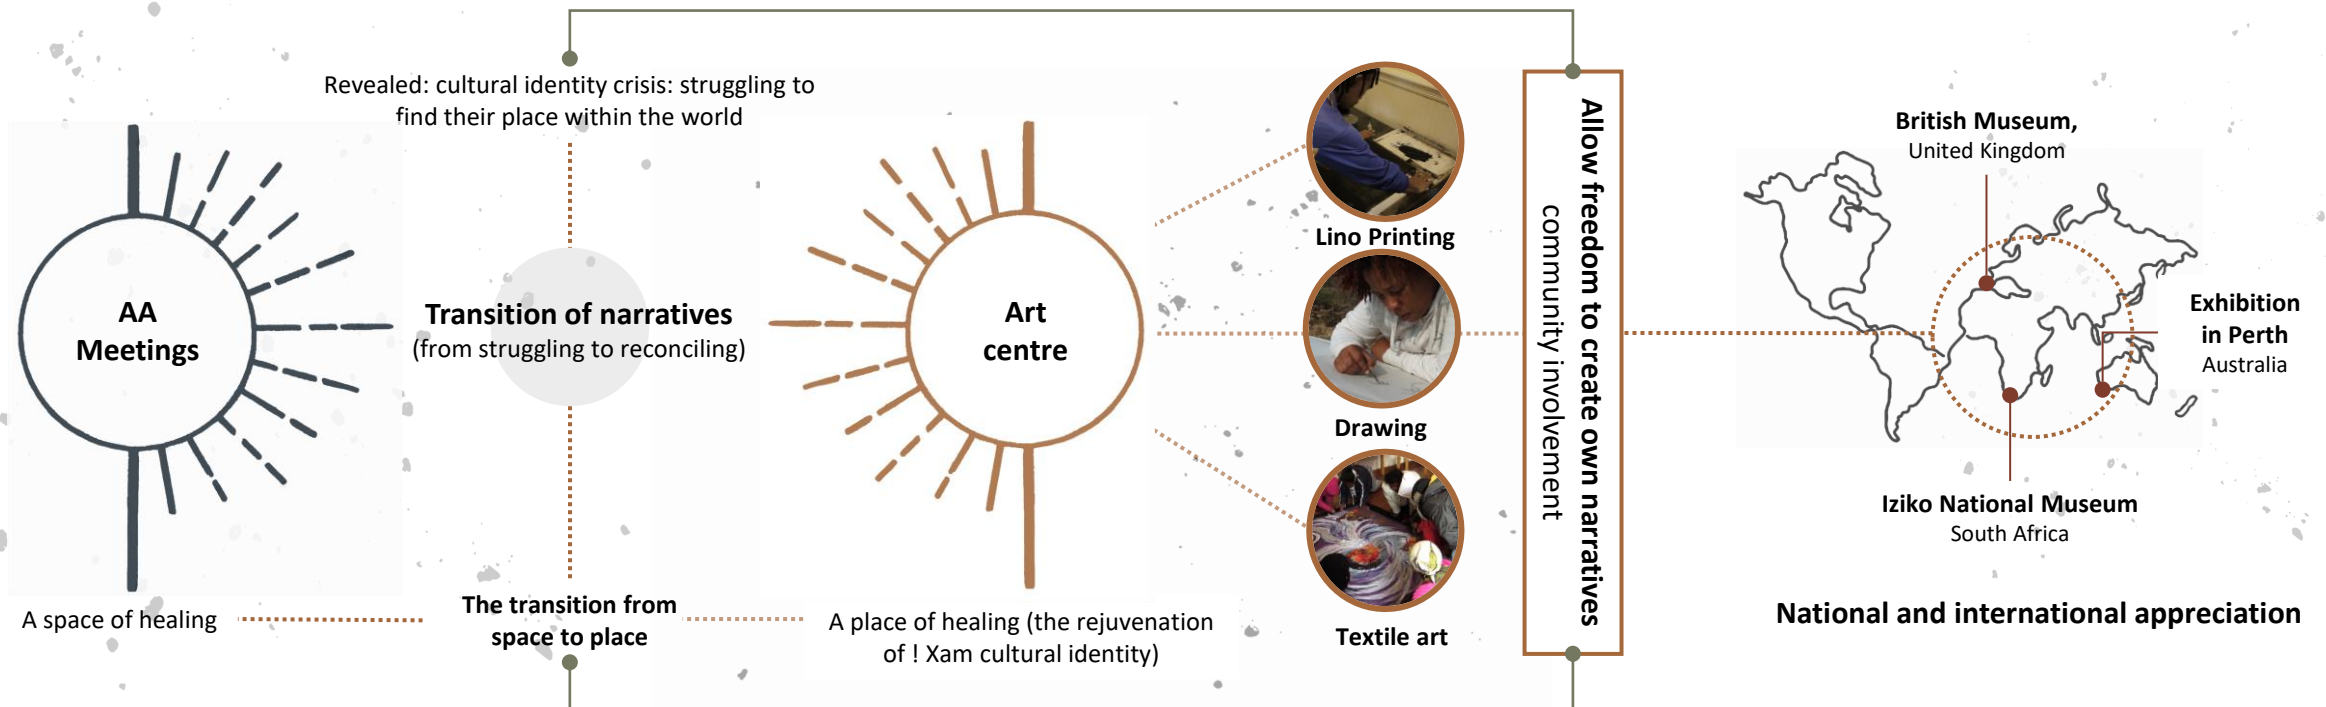 Revealed: cultural identity crisis: struggling to
find their place within the world
AA
Meetings
A space of healing
Transition of narratives
(from struggling to reconciling)
The transition from
space to place
Art
centre
A place of healing (the rejuvenation
of ! Xam cultural identity)
Lino Printing
Drawing
Textile art
Allow freedom to create own narratives
community involvement
British Museum,
United Kingdom
Exhibition
in Perth
Australia
Iziko National Museum
South Africa
National and international appreciation